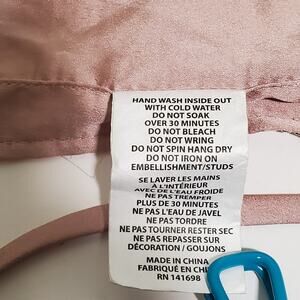 HAND WASH INSIDE OUT
WITH COLD WATER
DO NOT SOAK
OVER 30 MINUTES
DO NOT BLEACH
DO NOT WRING
DO NOT SPIN HANG DRY
DO NOT IRON ON
EMBELLISHMENT/STUDS
SE LAVER LES MAINS
À L'INTÉRIEUR
AVEC DE L'EAU FROIDE
NE PAS TREMPER
PLUS DE 30 MINUTES
NE PAS L'EAU DE JAVEL
NE PAS TORDRE
NE PAS TOURNER RESTER SEC
NE PAS REPASSER SUR
DÉCORATION / GOUJONS
MADE IN CHINA
FABRIQUÉ EN CHI
RN 141698